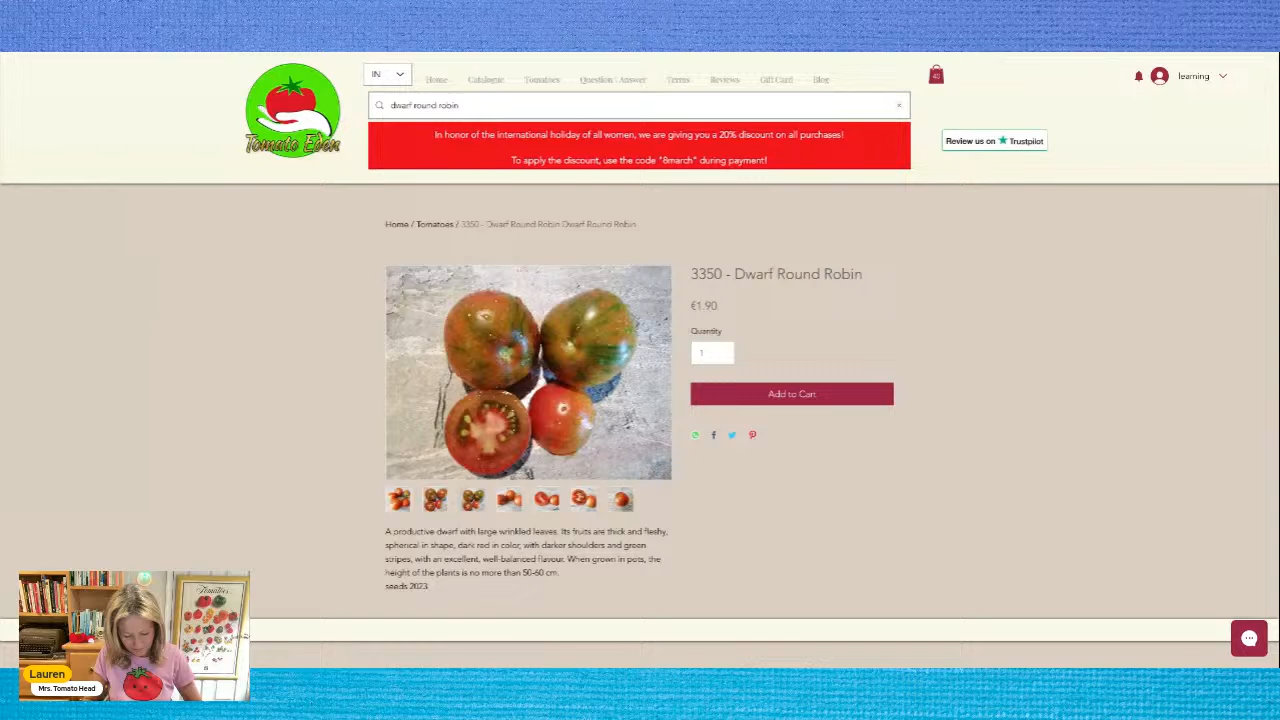 IN
Home Catalogue Tomatoes Question \ Answer Terms Reviews Gift Card Blog
learning
dwarf round robin
In honor of the international holiday of all women, we are giving you a 20% discount on all purchases!
To apply the discount, use the code "8march" during payment!
Tomato Eden
Review us on Trustpilot
Home / Tomatoes / 3350 - Dwarf Round Robin Dwarf Round Robin
3350 - Dwarf Round Robin
€1.90
Quantity
1
Add to Cart
A productive dwarf with large wrinkled leaves. Its fruits are thick and fleshy,
spherical in shape, dark red in color, with darker shoulders and green
stripes, with an excellent, well-balanced flavour. When grown in pots, the
height of the plants is no more than 50-60 cm.
seeds 2023.
Tomatoes
Lauren
Mrs. Tomato Head